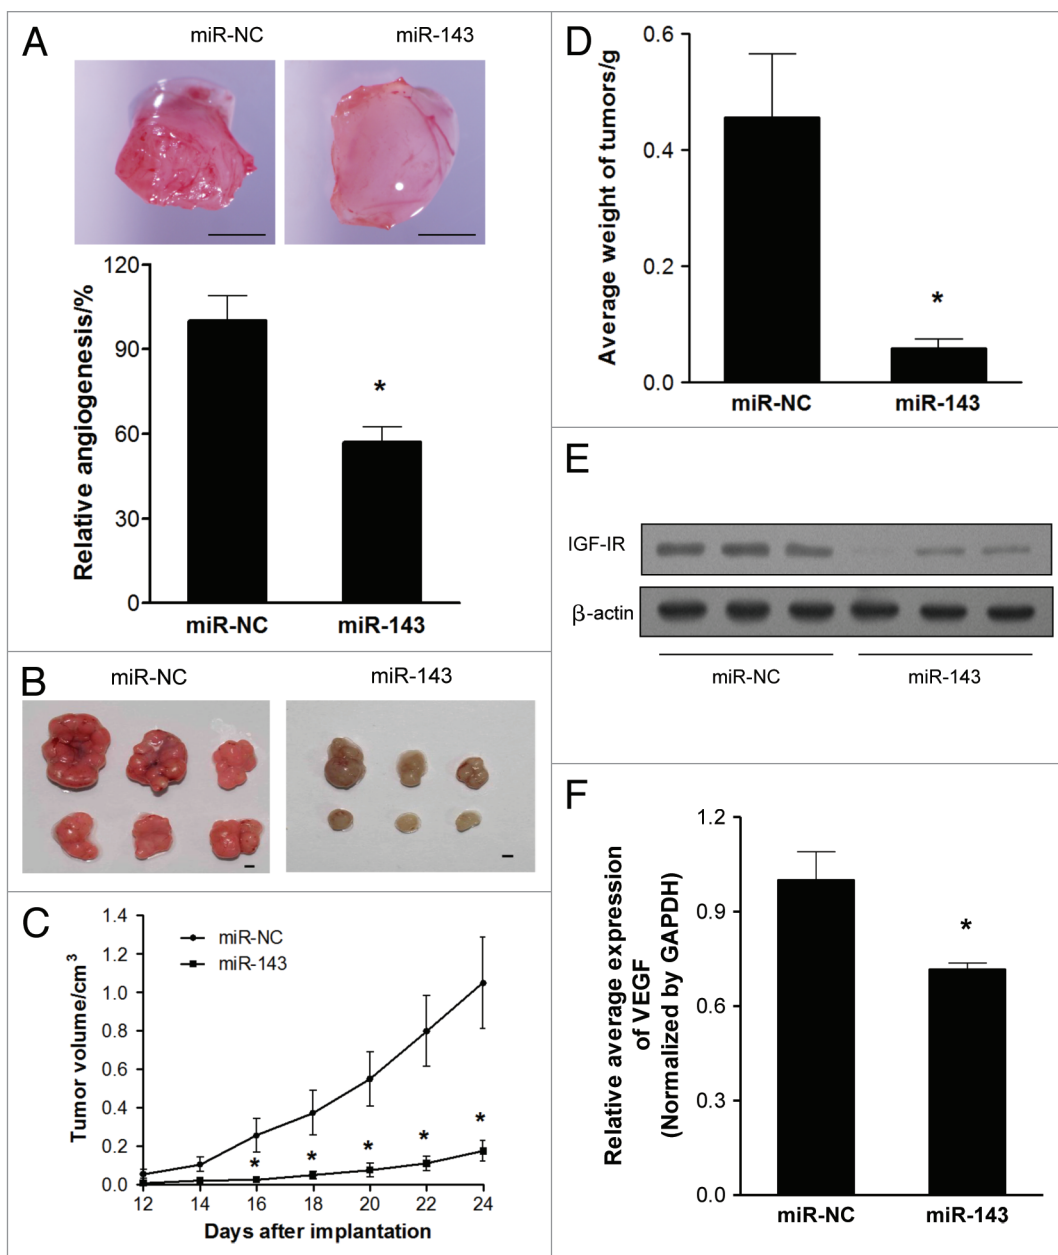 A
miR-NC
miR-143
Relative angiogenesis/%
120
90
60
30
0
*
miR-NC
miR-143
B
miR-NC
miR-143
C
Tumor volume/cm³
1.4
1.2
1.0
0.8
0.6
0.4
0.2
0.0
miR-NC
miR-143
* * * * *
12 14 16 18 20 22 24
Days after implantation
D
Average weight of tumors/g
0.6
0.4
0.2
0.0
*
miR-NC
miR-143
E
IGF-IR
β-actin
miR-NC
miR-143
F
Relative average expression
of VEGF
(Normalized by GAPDH)
1.2
0.9
0.6
0.3
0.0
*
miR-NC
miR-143